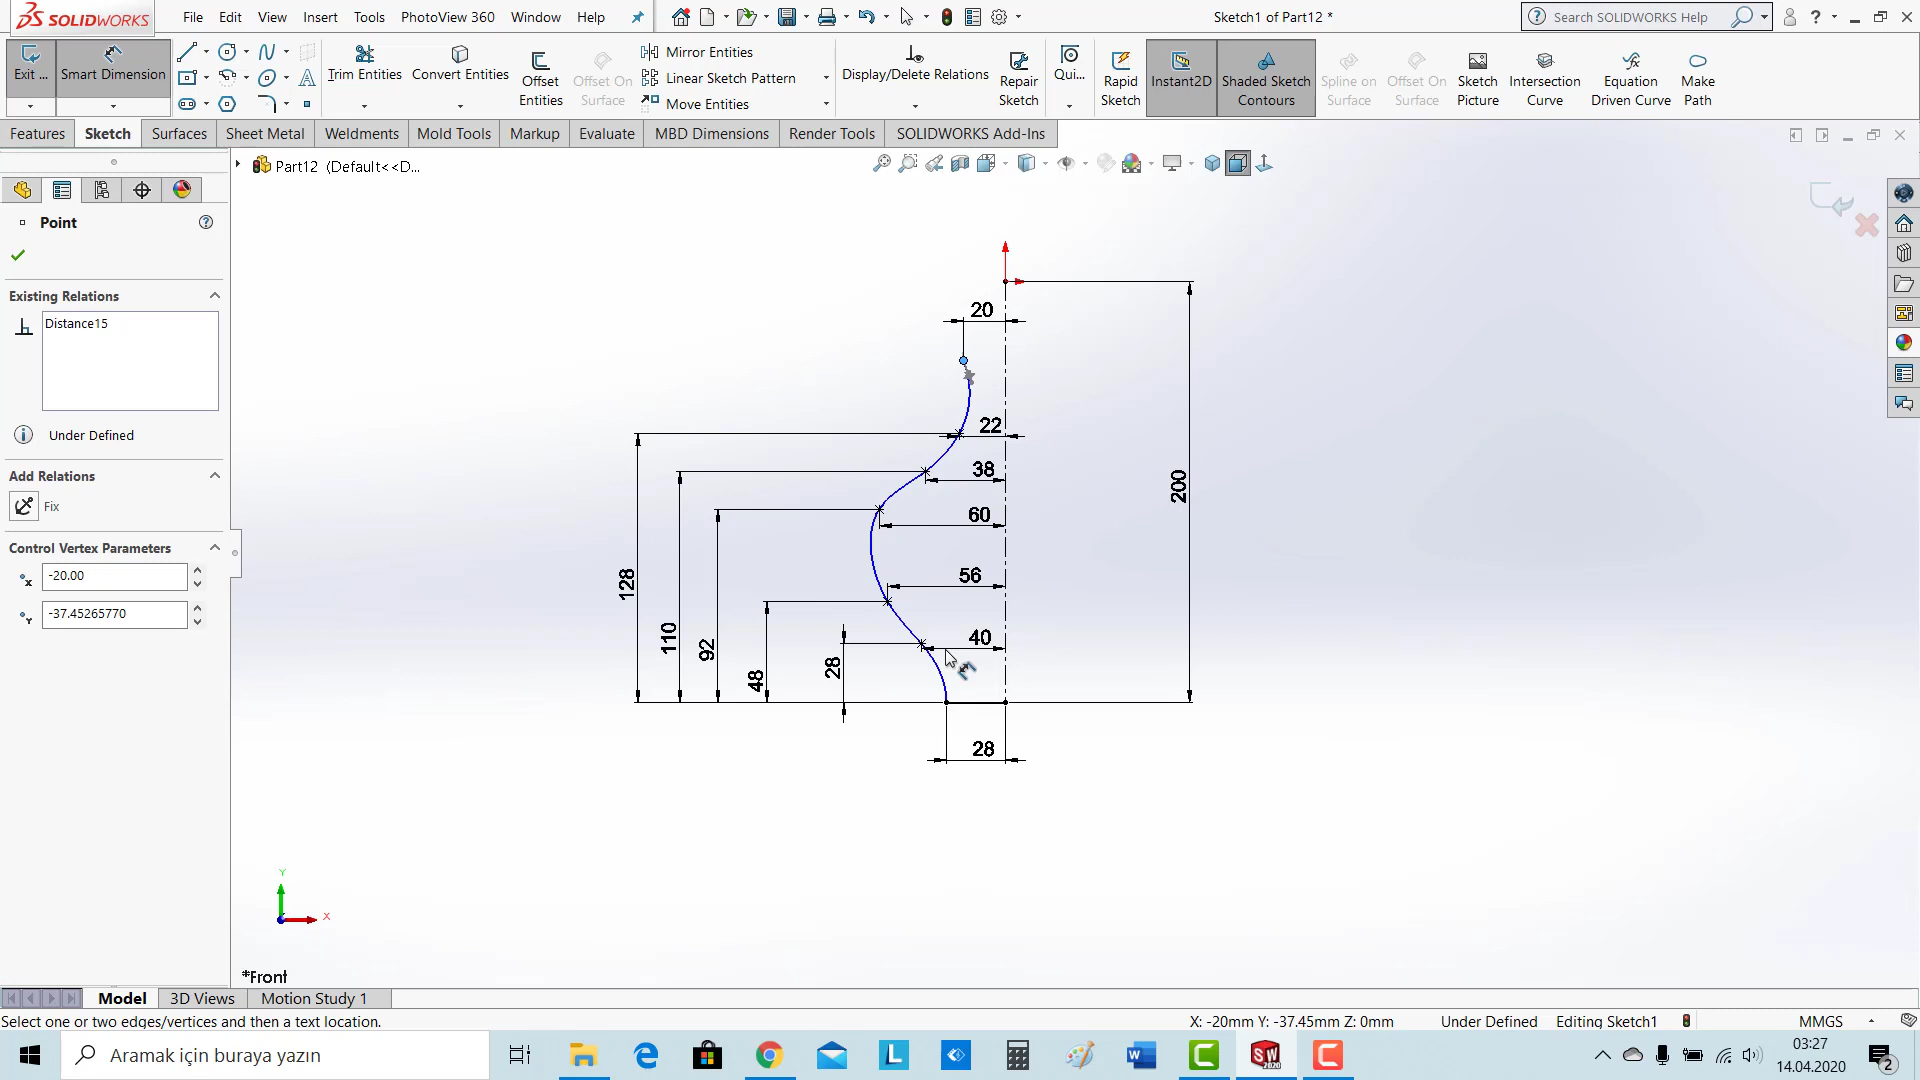 SOLIDWORKS
File Edit View Insert Tools PhotoView 360 Window Help
Sketch1 of Part12 *
Search SOLIDWORKS Help
Exit ...
Smart Dimension
Trim Entities
Convert Entities
Offset Entities
Offset On Surface
Mirror Entities
Linear Sketch Pattern
Move Entities
Display/Delete Relations
Repair Sketch
Qui...
Rapid Sketch
Instant2D
Shaded Sketch Contours
Spline on Surface
Offset On Surface
Sketch Picture
Intersection Curve
Equation Driven Curve
Make Path
Features Sketch Surfaces Sheet Metal Weldments Mold Tools Markup Evaluate MBD Dimensions Render Tools SOLIDWORKS Add-Ins
Part12 (Default<<D...
Point
Existing Relations
Distance15
Under Defined
Add Relations
Fix
Control Vertex Parameters
-20.00
-37.45265770
20
22
38
60
56
40
28
200
128
110
92
48
28
Y
X
*Front
Model 3D Views Motion Study 1
Select one or two edges/vertices and then a text location.
X: -20mm Y: -37.45mm Z: 0mm Under Defined Editing Sketch1 MMGS
Aramak için buraya yazın
03:27
14.04.2020
2